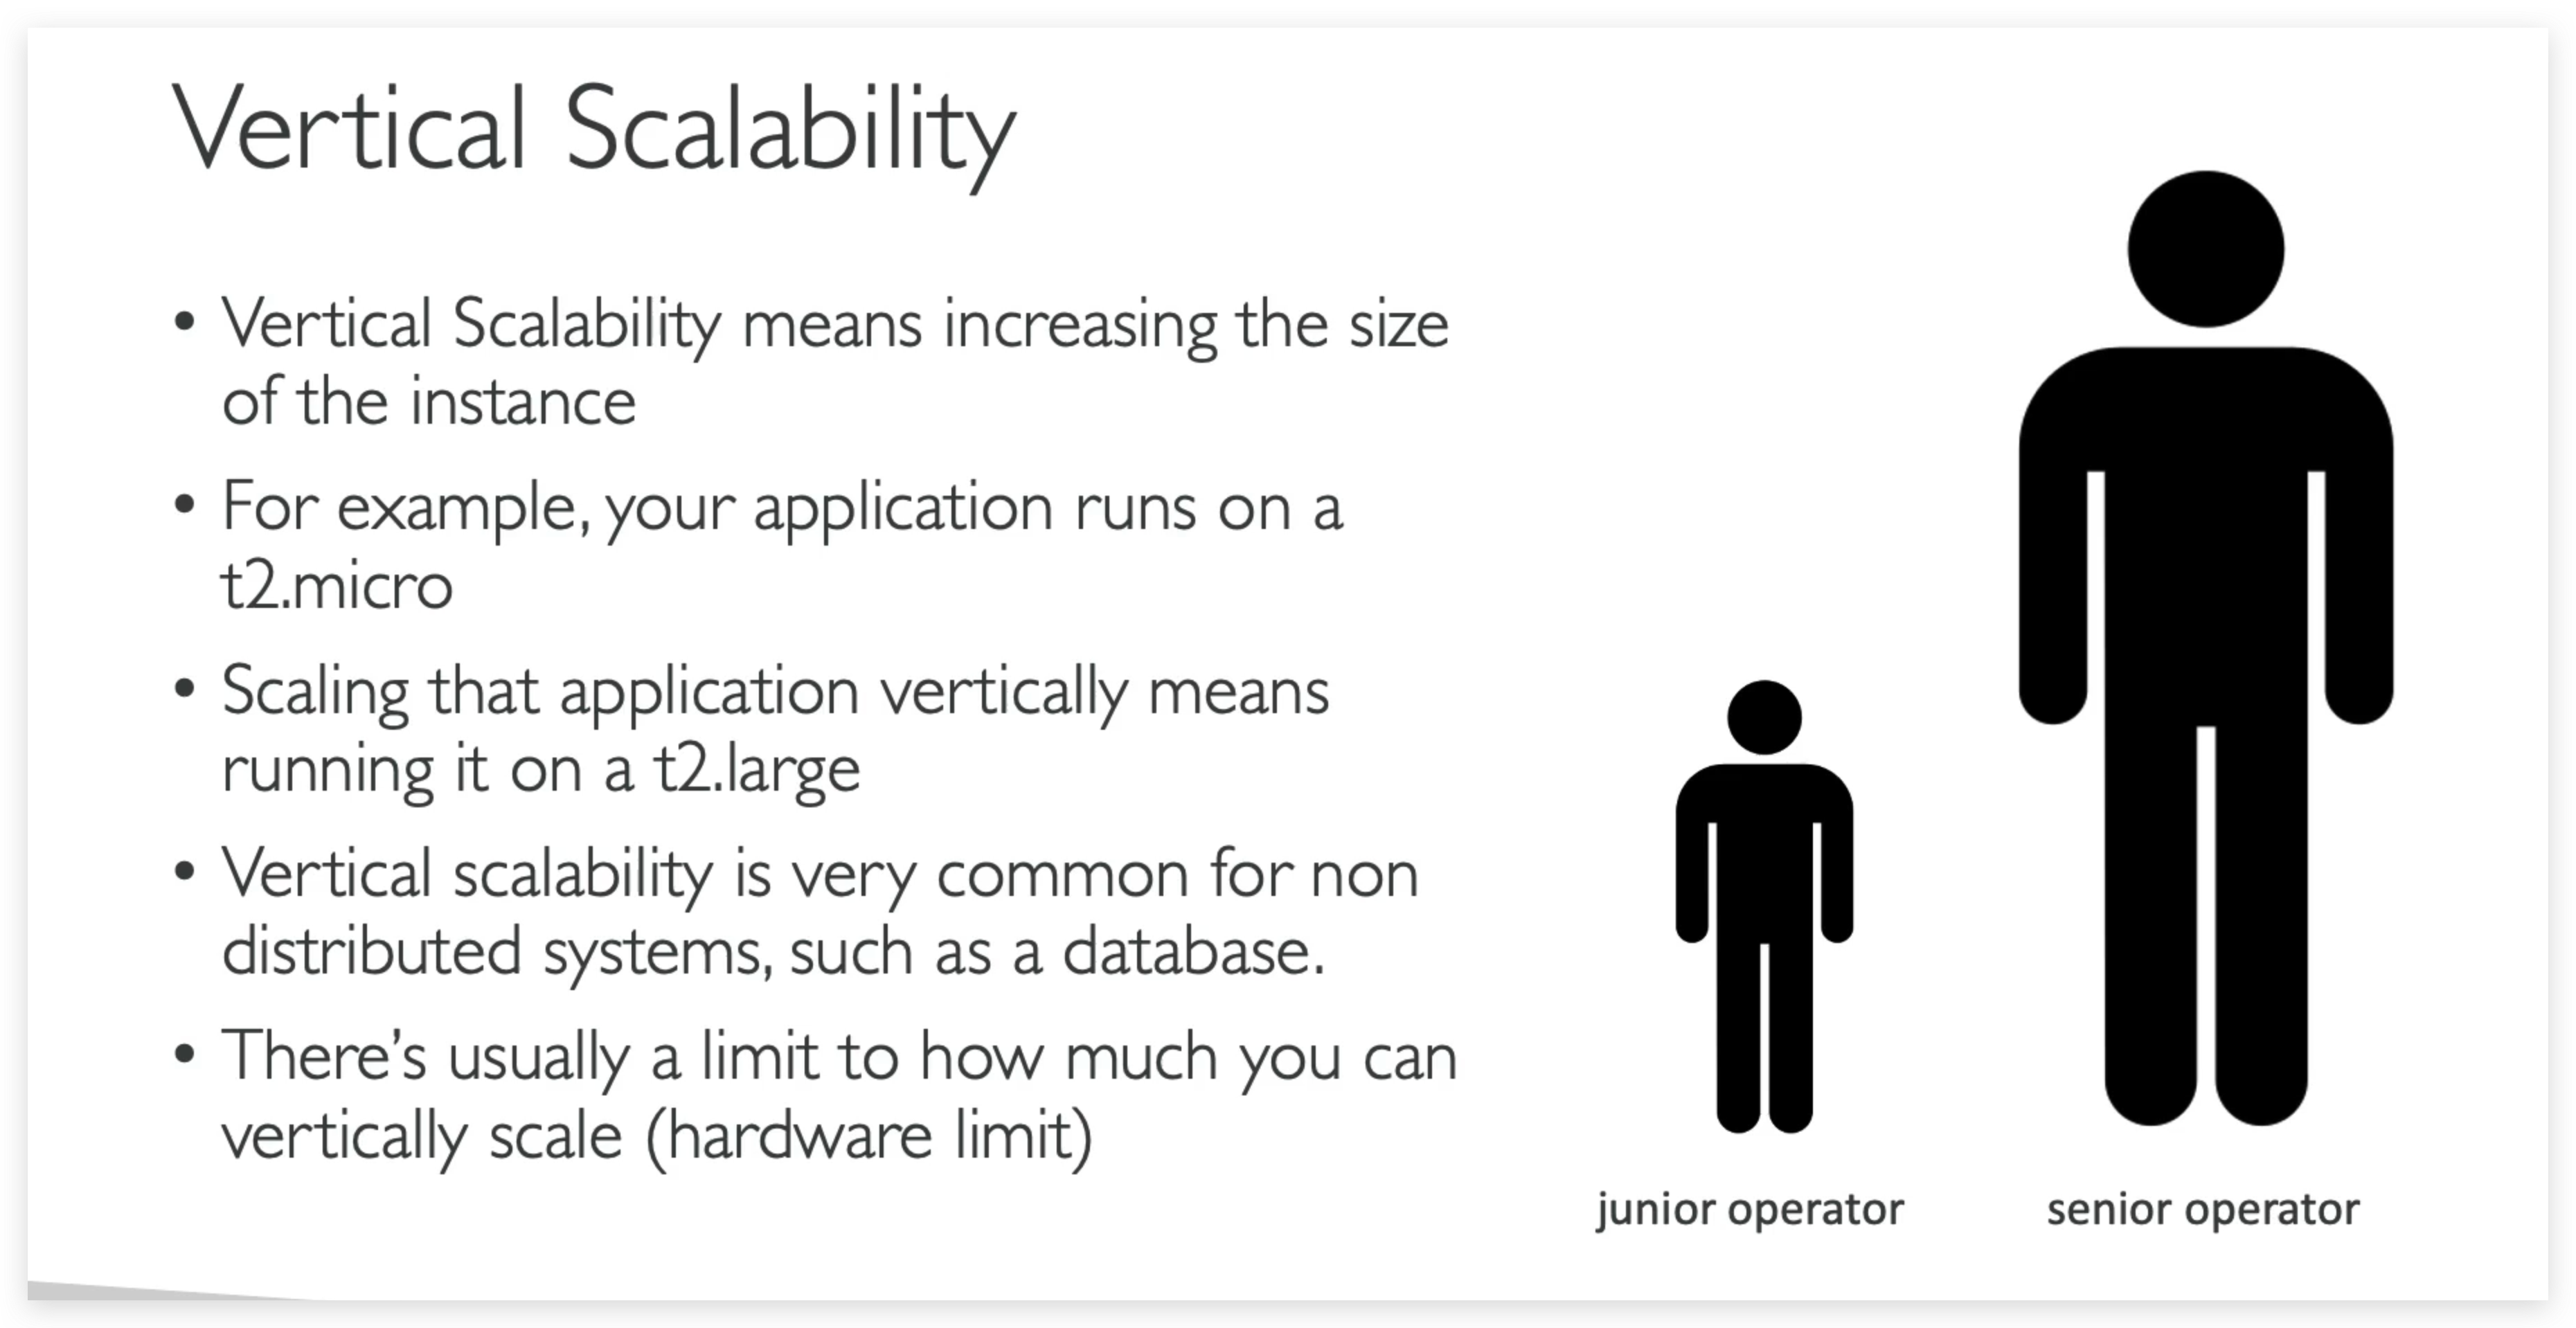 Vertical Scalability
• Vertical Scalability means increasing the size
of the instance
• For example, your application runs on a
t2.micro
• Scaling that application vertically means
running it on a t2.large
• Vertical scalability is very common for non
distributed systems, such as a database.
• There’s usually a limit to how much you can
vertically scale (hardware limit)
junior operator
senior operator